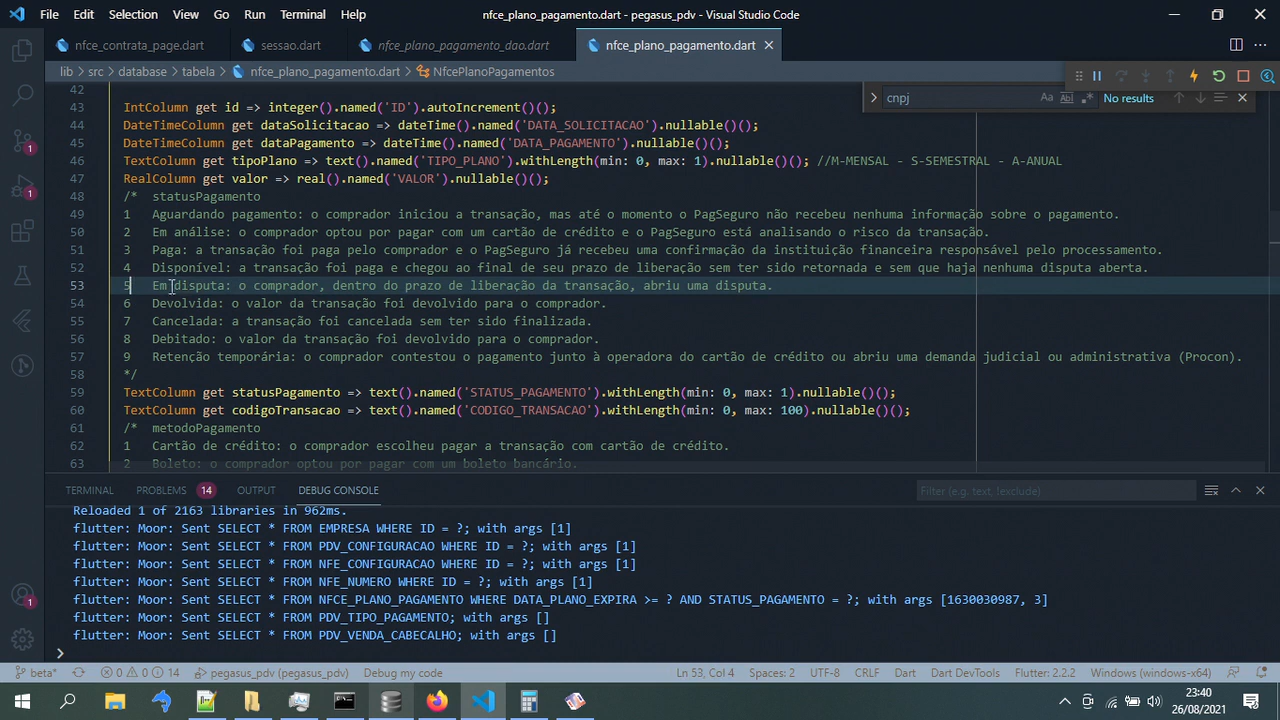 File Edit Selection View Go Run Terminal Help nfce_plano_pagamento.dart - pegasus_pdv - Visual Studio Code
nfce_contrata_page.dart sessao.dart nfce_plano_pagamento_dao.dart nfce_plano_pagamento.dart
lib > src > database > tabela > nfce_plano_pagamento.dart > NfcePlanoPagamentos
cnpj Aa Ab No results
42
43 IntColumn get id => integer().named('ID').autoIncrement()();
44 DateTimeColumn get dataSolicitacao => dateTime().named('DATA_SOLICITACAO').nullable()();
45 DateTimeColumn get dataPagamento => dateTime().named('DATA_PAGAMENTO').nullable()();
46 TextColumn get tipoPlano => text().named('TIPO_PLANO').withLength(min: 0, max: 1).nullable()(); //M-MENSAL - S-SEMESTRAL - A-ANUAL
47 RealColumn get valor => real().named('VALOR').nullable()();
48 /* statusPagamento
49 1 Aguardando pagamento: o comprador iniciou a transação, mas até o momento o PagSeguro não recebeu nenhuma informação sobre o pagamento.
50 2 Em análise: o comprador optou por pagar com um cartão de crédito e o PagSeguro está analisando o risco da transação.
51 3 Paga: a transação foi paga pelo comprador e o PagSeguro já recebeu uma confirmação da instituição financeira responsável pelo processamento.
52 4 Disponível: a transação foi paga e chegou ao final de seu prazo de liberação sem ter sido retornada e sem que haja nenhuma disputa aberta.
53 5 Em disputa: o comprador, dentro do prazo de liberação da transação, abriu uma disputa.
54 6 Devolvida: o valor da transação foi devolvido para o comprador.
55 7 Cancelada: a transação foi cancelada sem ter sido finalizada.
56 8 Debitado: o valor da transação foi devolvido para o comprador.
57 9 Retenção temporária: o comprador contestou o pagamento junto à operadora do cartão de crédito ou abriu uma demanda judicial ou administrativa (Procon).
58 */
59 TextColumn get statusPagamento => text().named('STATUS_PAGAMENTO').withLength(min: 0, max: 1).nullable()();
60 TextColumn get codigoTransacao => text().named('CODIGO_TRANSACAO').withLength(min: 0, max: 100).nullable()();
61 /* metodoPagamento
62 1 Cartão de crédito: o comprador escolheu pagar a transação com cartão de crédito.
63 2 Boleto: o comprador optou por pagar com um boleto bancário.
TERMINAL PROBLEMS 14 OUTPUT DEBUG CONSOLE Filter (e.g. text, !exclude)
Reloaded 1 of 2163 libraries in 962ms.
flutter: Moor: Sent SELECT * FROM EMPRESA WHERE ID = ?; with args [1]
flutter: Moor: Sent SELECT * FROM PDV_CONFIGURACAO WHERE ID = ?; with args [1]
flutter: Moor: Sent SELECT * FROM NFE_CONFIGURACAO WHERE ID = ?; with args [1]
flutter: Moor: Sent SELECT * FROM NFE_NUMERO WHERE ID = ?; with args [1]
flutter: Moor: Sent SELECT * FROM NFCE_PLANO_PAGAMENTO WHERE DATA_PLANO_EXPIRA >= ? AND STATUS_PAGAMENTO = ?; with args [1630030987, 3]
flutter: Moor: Sent SELECT * FROM PDV_TIPO_PAGAMENTO; with args []
flutter: Moor: Sent SELECT * FROM PDV_VENDA_CABECALHO; with args []
>
beta* 0 0 14 pegasus_pdv (pegasus_pdv) Debug my code Ln 53, Col 4 Spaces: 2 UTF-8 CRLF Dart Dart DevTools Flutter: 2.2.2 Windows (windows-x64)
23:40
26/08/2021
1
1
1